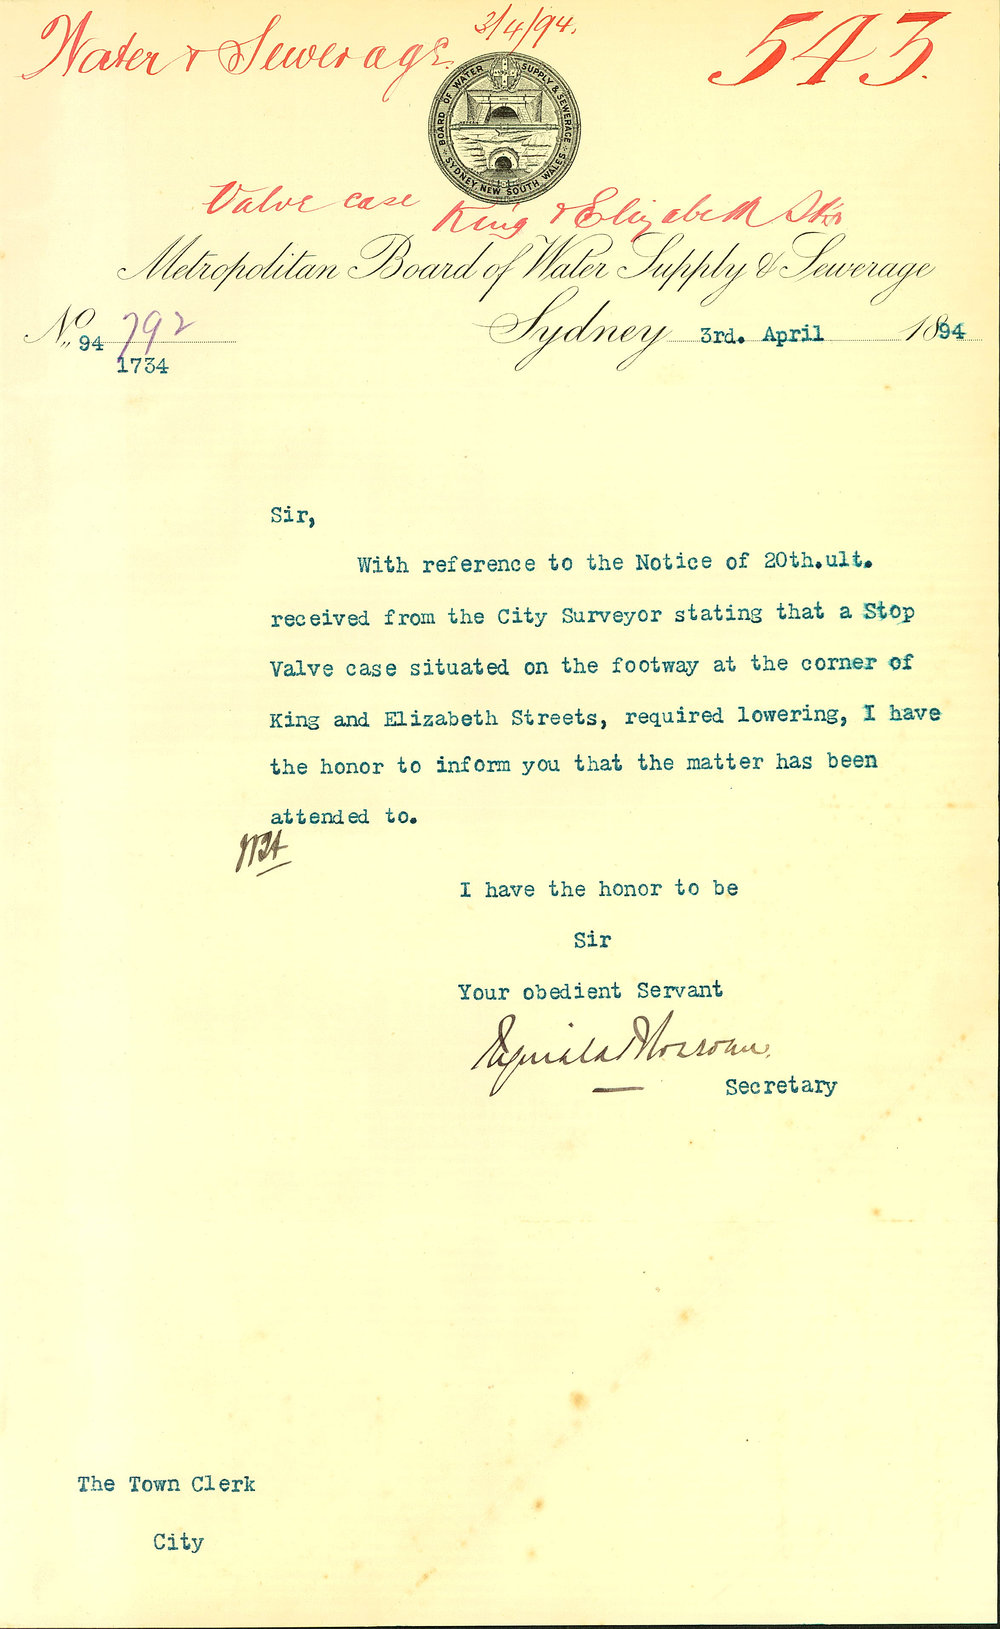 Water & Sewerage. 3/4/94. 543.
BOARD OF WATER SUPPLY & SEWERAGE
SYDNEY, NEW SOUTH WALES
Valve case King & Elizabeth Sts
Metropolitan Board of Water Supply & Sewerage
No. 94 792
1734
Sydney 3rd. April 1894
Sir,
With reference to the Notice of 20th.ult.
received from the City Surveyor stating that a Stop
Valve case situated on the footway at the corner of
King and Elizabeth Streets, required lowering, I have
the honor to inform you that the matter has been
attended to.
I have the honor to be
Sir
Your obedient Servant
Secretary
The Town Clerk
City